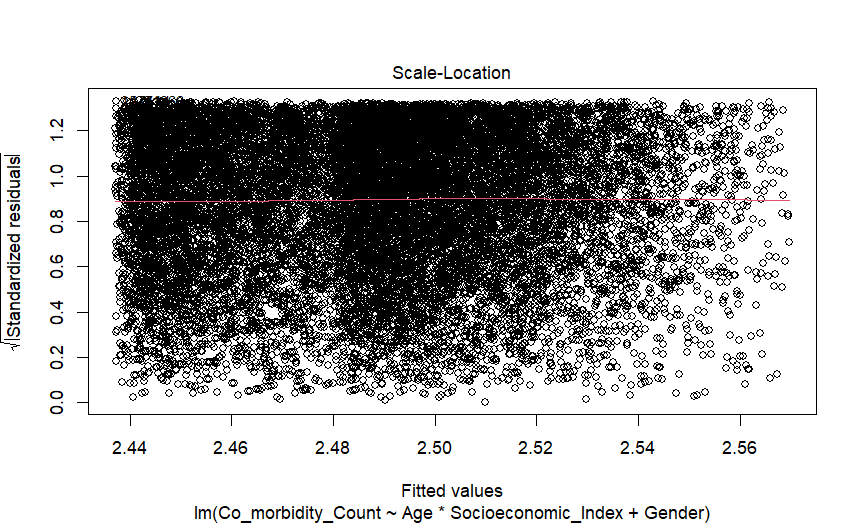 Scale-Location
√|Standardized residuals|
0.0 0.2 0.4 0.6 0.8 1.0 1.2
2.44 2.46 2.48 2.50 2.52 2.54 2.56
Fitted values
lm(Co_morbidity_Count ~ Age * Socioeconomic_Index + Gender)